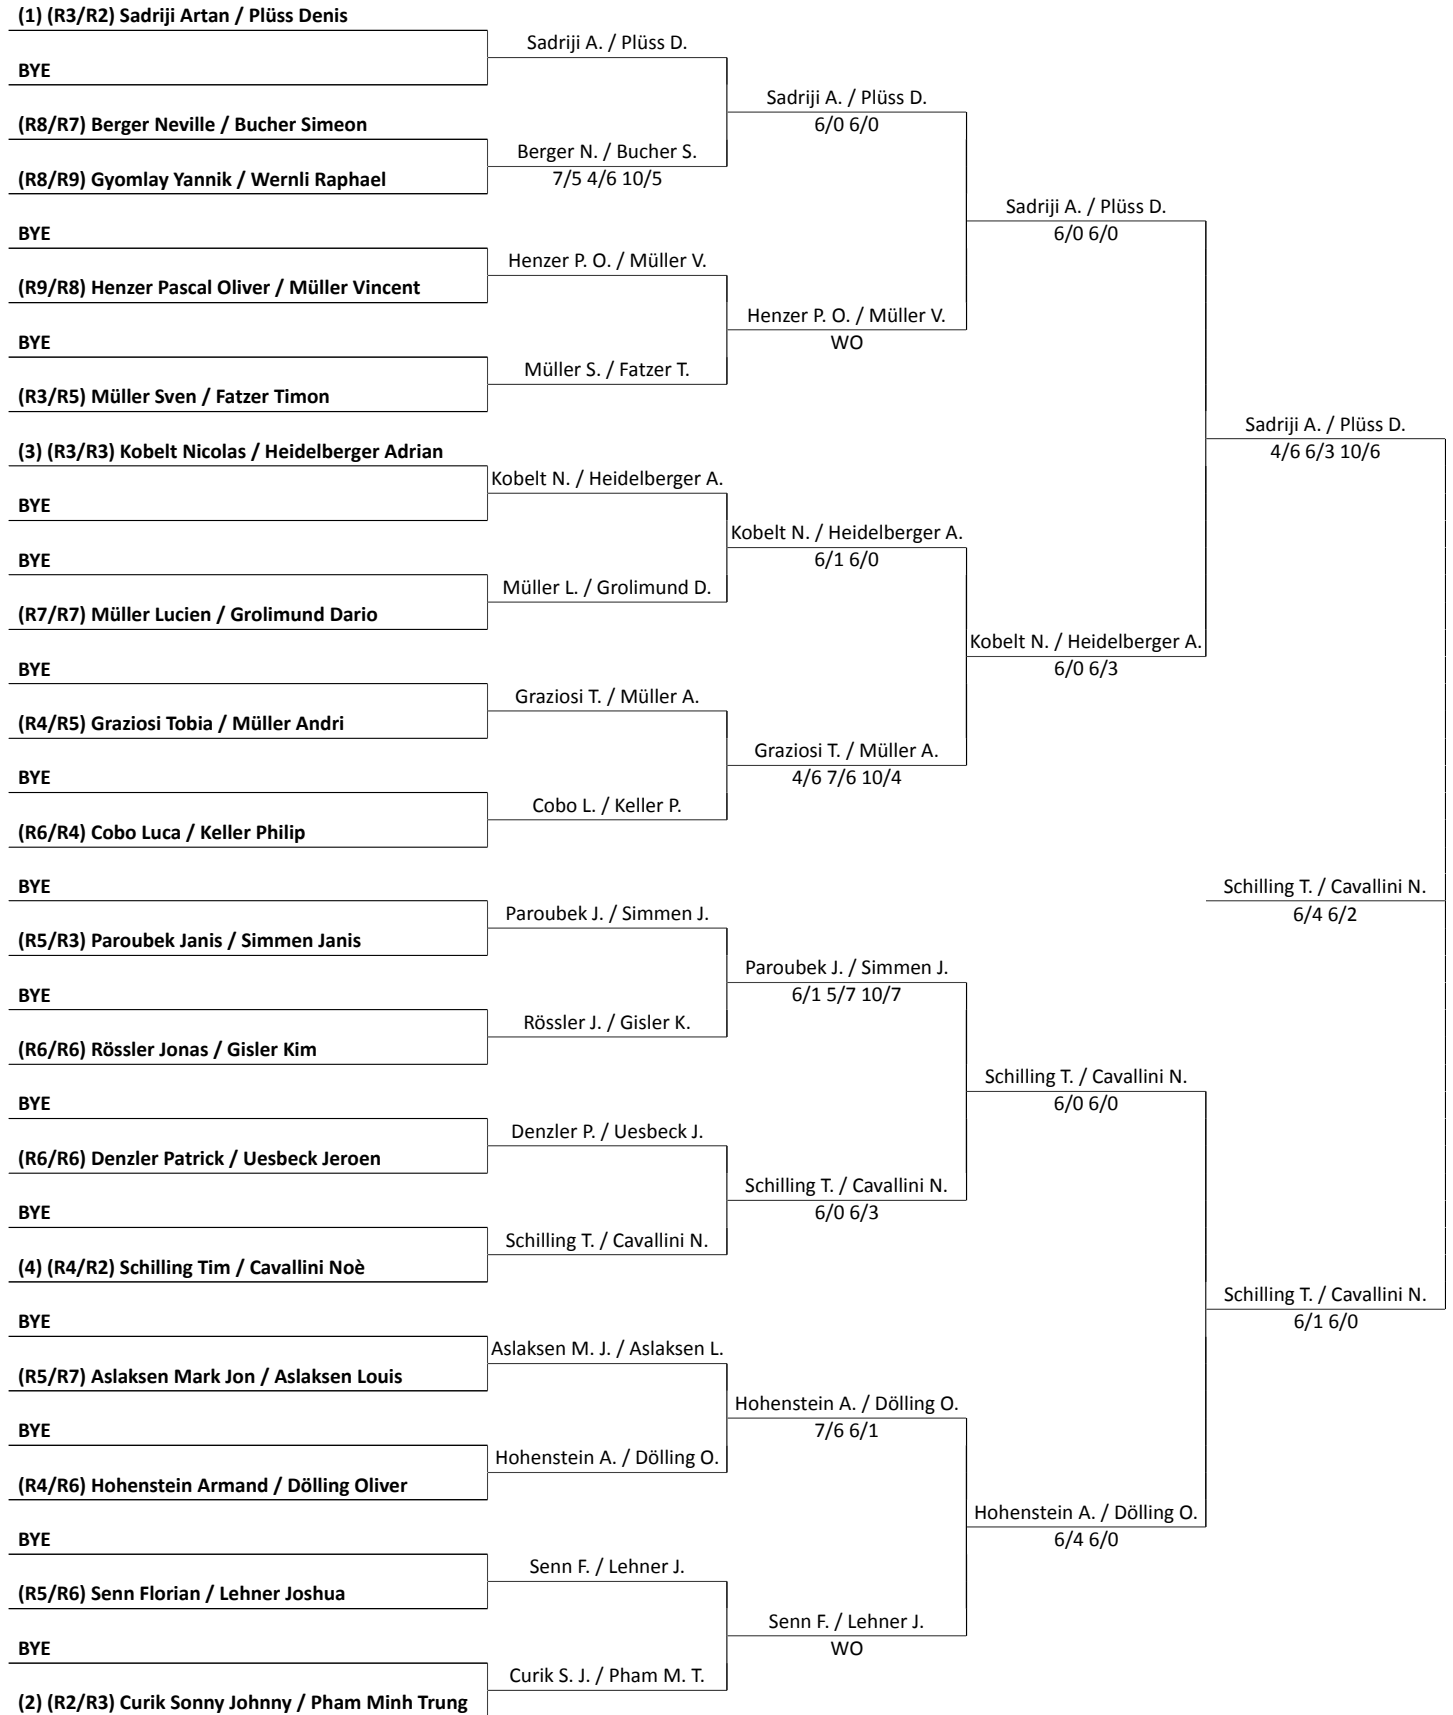 (1) (R3/R2) Sadriji Artan / Plüss Denis
Sadriji A. / Plüss D.
BYE
Sadriji A. / Plüss D.
6/0 6/0
(R8/R7) Berger Neville / Bucher Simeon
Berger N. / Bucher S.
7/5 4/6 10/5
(R8/R9) Gyomlay Yannik / Wernli Raphael
Sadriji A. / Plüss D.
6/0 6/0
BYE
Henzer P. O. / Müller V.
(R9/R8) Henzer Pascal Oliver / Müller Vincent
Henzer P. O. / Müller V.
WO
BYE
Müller S. / Fatzer T.
(R3/R5) Müller Sven / Fatzer Timon
Sadriji A. / Plüss D.
4/6 6/3 10/6
(3) (R3/R3) Kobelt Nicolas / Heidelberger Adrian
Kobelt N. / Heidelberger A.
BYE
Kobelt N. / Heidelberger A.
6/1 6/0
BYE
Müller L. / Grolimund D.
(R7/R7) Müller Lucien / Grolimund Dario
Kobelt N. / Heidelberger A.
6/0 6/3
BYE
Graziosi T. / Müller A.
(R4/R5) Graziosi Tobia / Müller Andri
Graziosi T. / Müller A.
4/6 7/6 10/4
BYE
Cobo L. / Keller P.
(R6/R4) Cobo Luca / Keller Philip
BYE
Schilling T. / Cavallini N.
6/4 6/2
Paroubek J. / Simmen J.
(R5/R3) Paroubek Janis / Simmen Janis
Paroubek J. / Simmen J.
6/1 5/7 10/7
BYE
Rössler J. / Gisler K.
(R6/R6) Rössler Jonas / Gisler Kim
Schilling T. / Cavallini N.
6/0 6/0
BYE
Denzler P. / Uesbeck J.
(R6/R6) Denzler Patrick / Uesbeck Jeroen
Schilling T. / Cavallini N.
6/0 6/3
BYE
Schilling T. / Cavallini N.
(4) (R4/R2) Schilling Tim / Cavallini Noè
Schilling T. / Cavallini N.
6/1 6/0
BYE
Aslaksen M. J. / Aslaksen L.
(R5/R7) Aslaksen Mark Jon / Aslaksen Louis
Hohenstein A. / Dölling O.
7/6 6/1
BYE
Hohenstein A. / Dölling O.
(R4/R6) Hohenstein Armand / Dölling Oliver
Hohenstein A. / Dölling O.
6/4 6/0
BYE
Senn F. / Lehner J.
(R5/R6) Senn Florian / Lehner Joshua
Senn F. / Lehner J.
WO
BYE
Curik S. J. / Pham M. T.
(2) (R2/R3) Curik Sonny Johnny / Pham Minh Trung